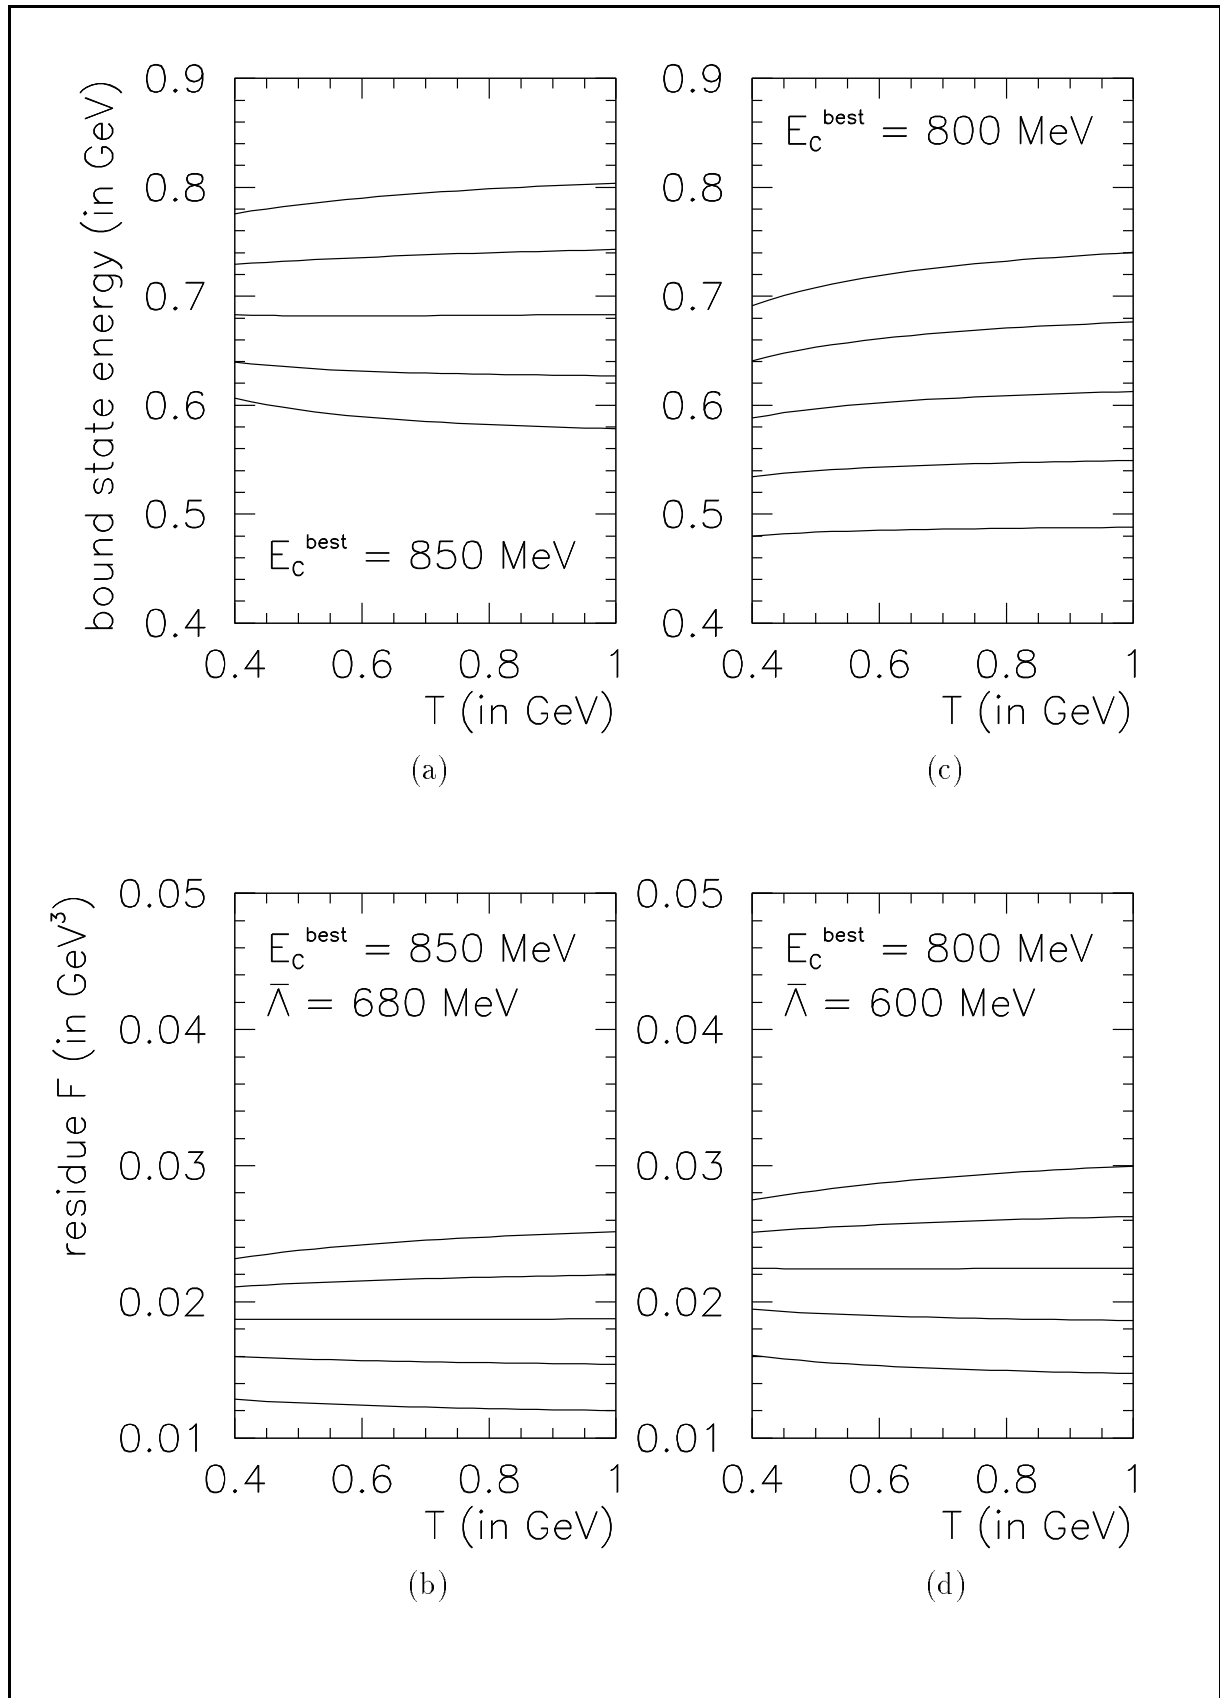 bound state energy (in GeV)
0.9
0.8
0.7
0.6
0.5
0.4
E_C^best = 850 MeV
0.4 0.6 0.8 1
T (in GeV)
(a)
0.9
0.8
0.7
0.6
0.5
0.4
E_C^best = 800 MeV
0.4 0.6 0.8 1
T (in GeV)
(c)
residue F (in GeV³)
0.05
0.04
0.03
0.02
0.01
E_C^best = 850 MeV
Λ̄ = 680 MeV
0.4 0.6 0.8 1
T (in GeV)
(b)
0.05
0.04
0.03
0.02
0.01
E_C^best = 800 MeV
Λ̄ = 600 MeV
0.4 0.6 0.8 1
T (in GeV)
(d)